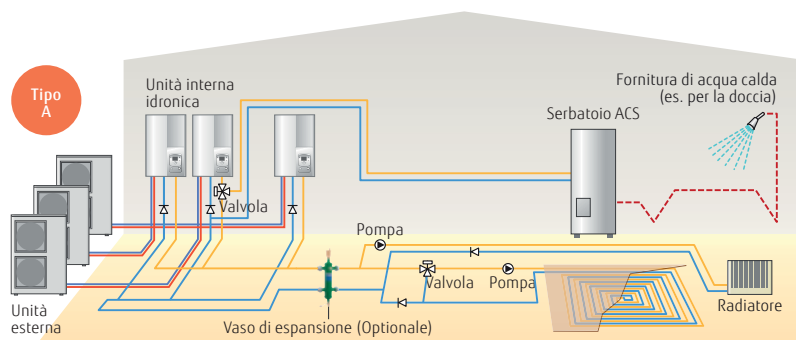 Tipo
A
Unità interna
idronica
Fornitura di acqua calda
(es. per la doccia)
Serbatoio ACS
Valvola
Pompa
Valvola
Pompa
Radiatore
Unità
esterna
Vaso di espansione (Optionale)